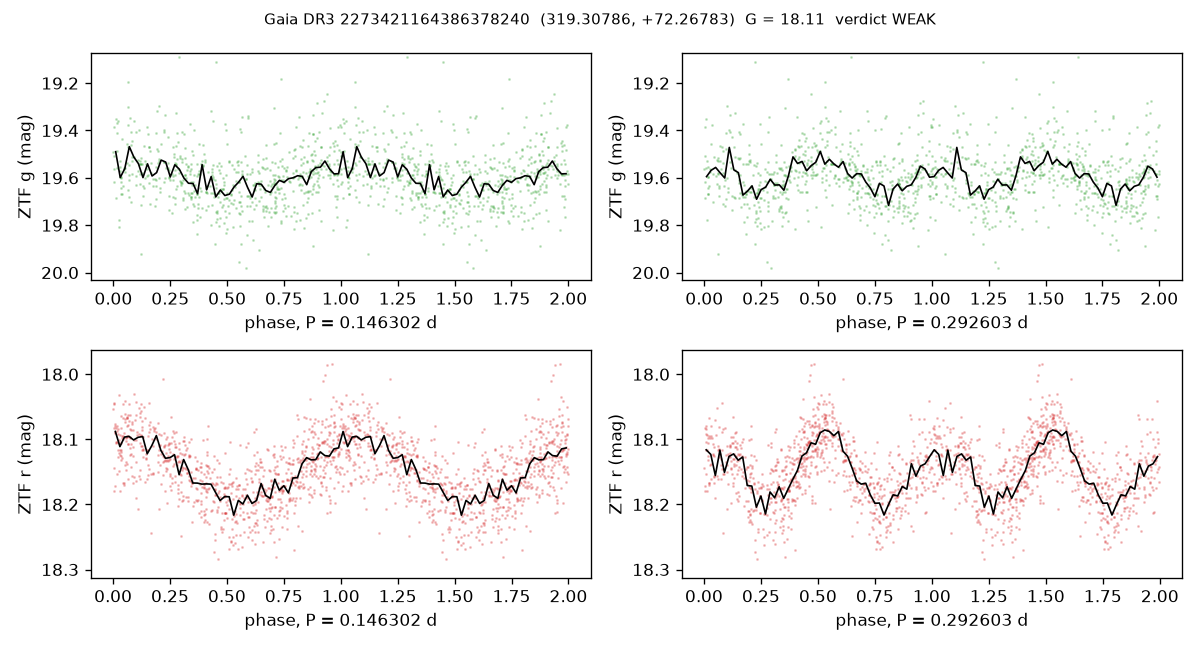 Gaia DR3 2273421164386378240 (319.30786, +72.26783) G = 18.11 verdict WEAK
ZTF g (mag)
19.2
19.4
19.6
19.8
20.0
0.00 0.25 0.50 0.75 1.00 1.25 1.50 1.75 2.00
phase, P = 0.146302 d
ZTF g (mag)
19.2
19.4
19.6
19.8
20.0
0.00 0.25 0.50 0.75 1.00 1.25 1.50 1.75 2.00
phase, P = 0.292603 d
ZTF r (mag)
18.0
18.1
18.2
18.3
0.00 0.25 0.50 0.75 1.00 1.25 1.50 1.75 2.00
phase, P = 0.146302 d
ZTF r (mag)
18.0
18.1
18.2
18.3
0.00 0.25 0.50 0.75 1.00 1.25 1.50 1.75 2.00
phase, P = 0.292603 d